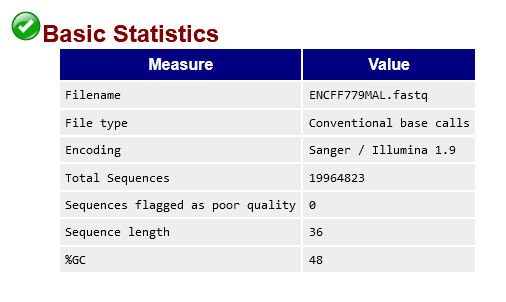 Basic Statistics
Measure Value
Filename ENCFF779MAL.fastq
File type Conventional base calls
Encoding Sanger / Illumina 1.9
Total Sequences 19964823
Sequences flagged as poor quality 0
Sequence length 36
%GC 48